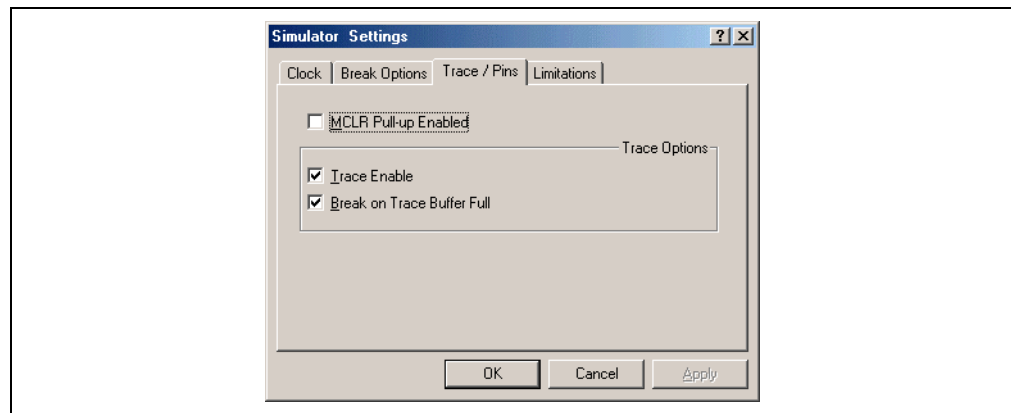 Simulator Settings
Clock Break Options Trace / Pins Limitations
MCLR Pull-up Enabled
Trace Options
Trace Enable
Break on Trace Buffer Full
OK Cancel Apply